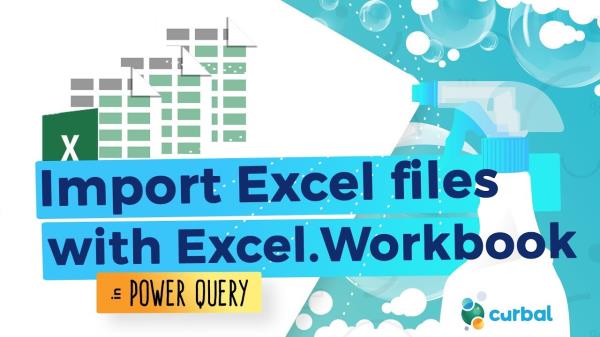 X
Import Excel files
with Excel.Workbook
in POWER QUERY
curbal